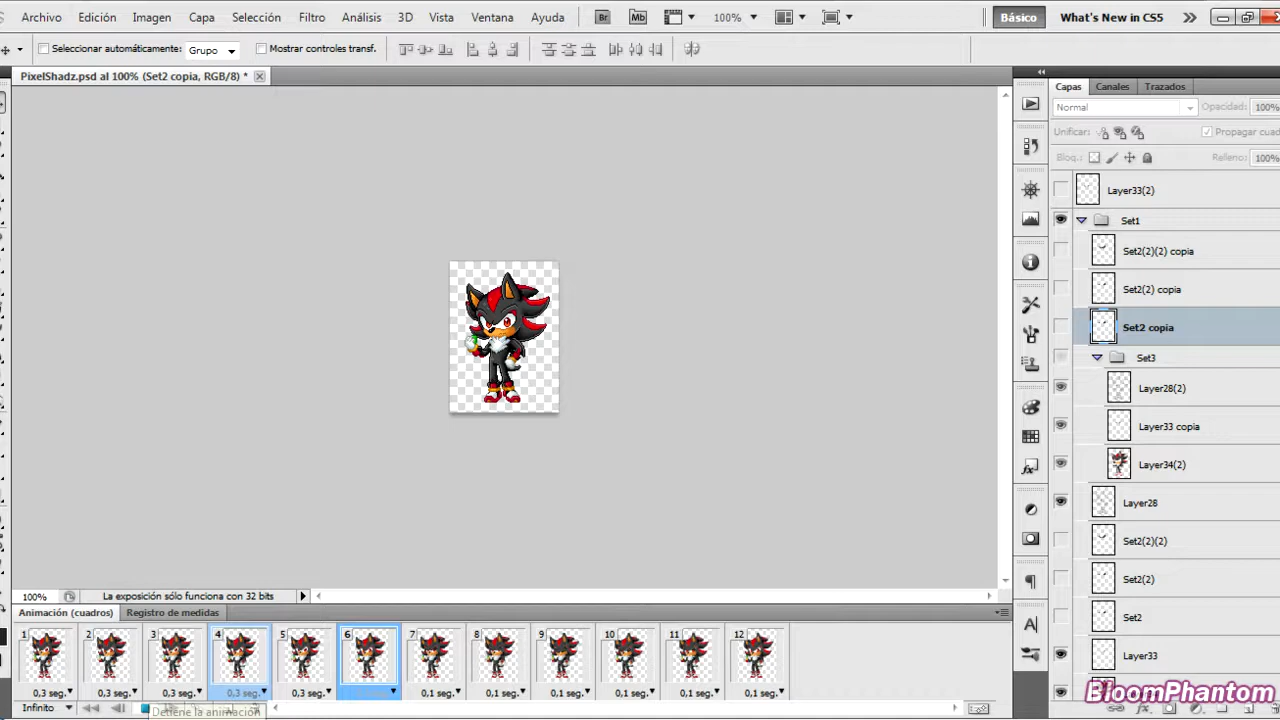 Archivo Edición Imagen Capa Selección Filtro Análisis 3D Vista Ventana Ayuda Br Mb 100% Básico What's New in CS5
Seleccionar automáticamente: Grupo Mostrar controles transf.
PixelShadz.psd al 100% (Set2 copia, RGB/8) *
Capas Canales Trazados
Normal Opacidad: 100%
Unificar: Propagar cuad
Bloq.: Relleno: 100%
Layer33(2)
Set1
Set2(2)(2) copia
Set2(2) copia
Set2 copia
Set3
Layer28(2)
Layer33 copia
Layer34(2)
Layer28
Set2(2)(2)
Set2(2)
Set2
Layer33
100% La exposición sólo funciona con 32 bits
Animación (cuadros) Registro de medidas
1 2 3 4 5 6 7 8 9 10 11 12
0,3 seg. 0,3 seg. 0,3 seg. 0,3 seg. 0,3 seg. 0,1 seg. 0,1 seg. 0,1 seg. 0,1 seg. 0,1 seg. 0,1 seg.
Infinito
Detiene la animación
BloomPhantom